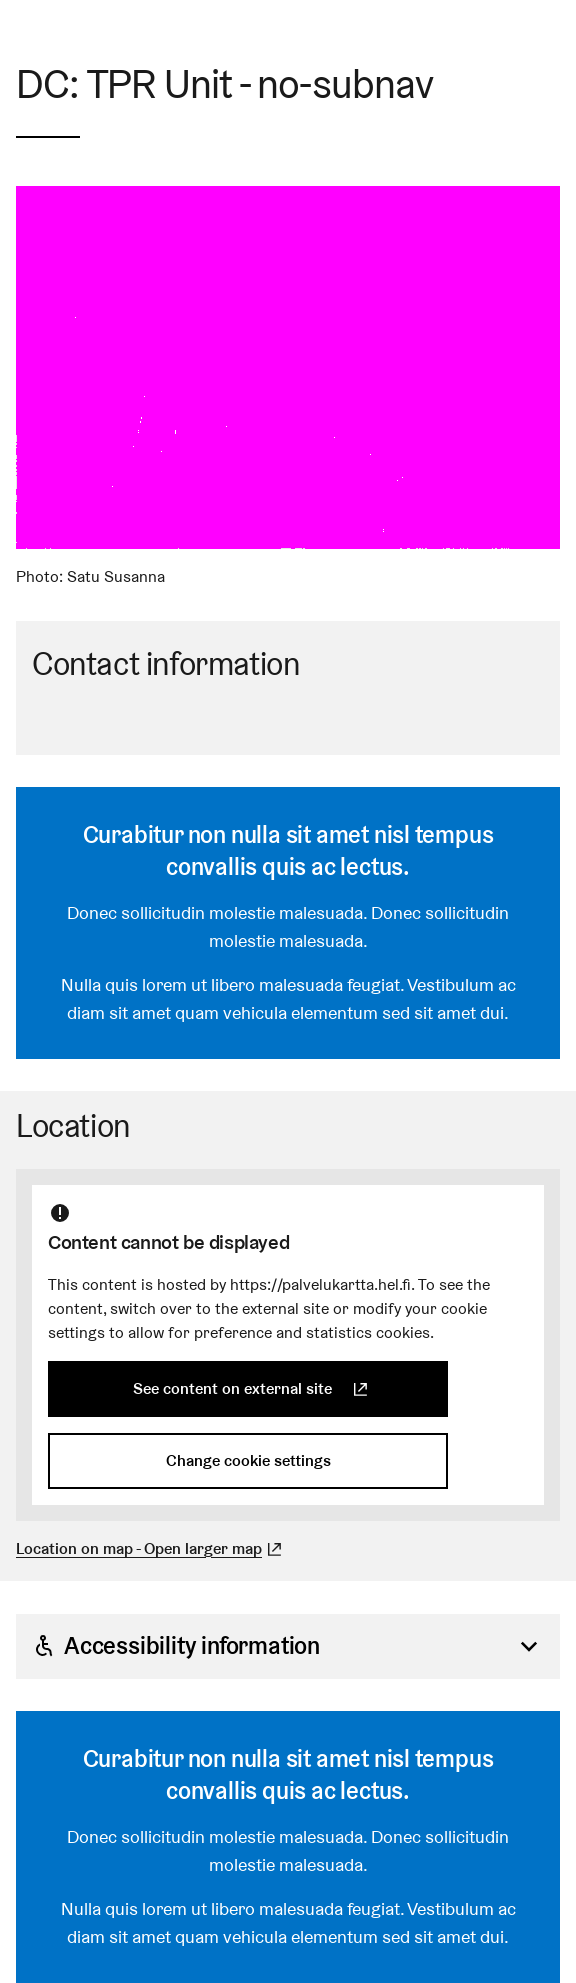 DC: TPR Unit - no-subnav
Photo: Satu Susanna
Contact information
Curabitur non nulla sit amet nisl tempus
convallis quis ac lectus.
Donec sollicitudin molestie malesuada. Donec sollicitudin
molestie malesuada.
Nulla quis lorem ut libero malesuada feugiat. Vestibulum ac
diam sit amet quam vehicula elementum sed sit amet dui.
Location
Content cannot be displayed
This content is hosted by https://palvelukartta.hel.fi. To see the
content, switch over to the external site or modify your cookie
settings to allow for preference and statistics cookies.
See content on external site
Change cookie settings
Location on map - Open larger map
Accessibility information
Curabitur non nulla sit amet nisl tempus
convallis quis ac lectus.
Donec sollicitudin molestie malesuada. Donec sollicitudin
molestie malesuada.
Nulla quis lorem ut libero malesuada feugiat. Vestibulum ac
diam sit amet quam vehicula elementum sed sit amet dui.